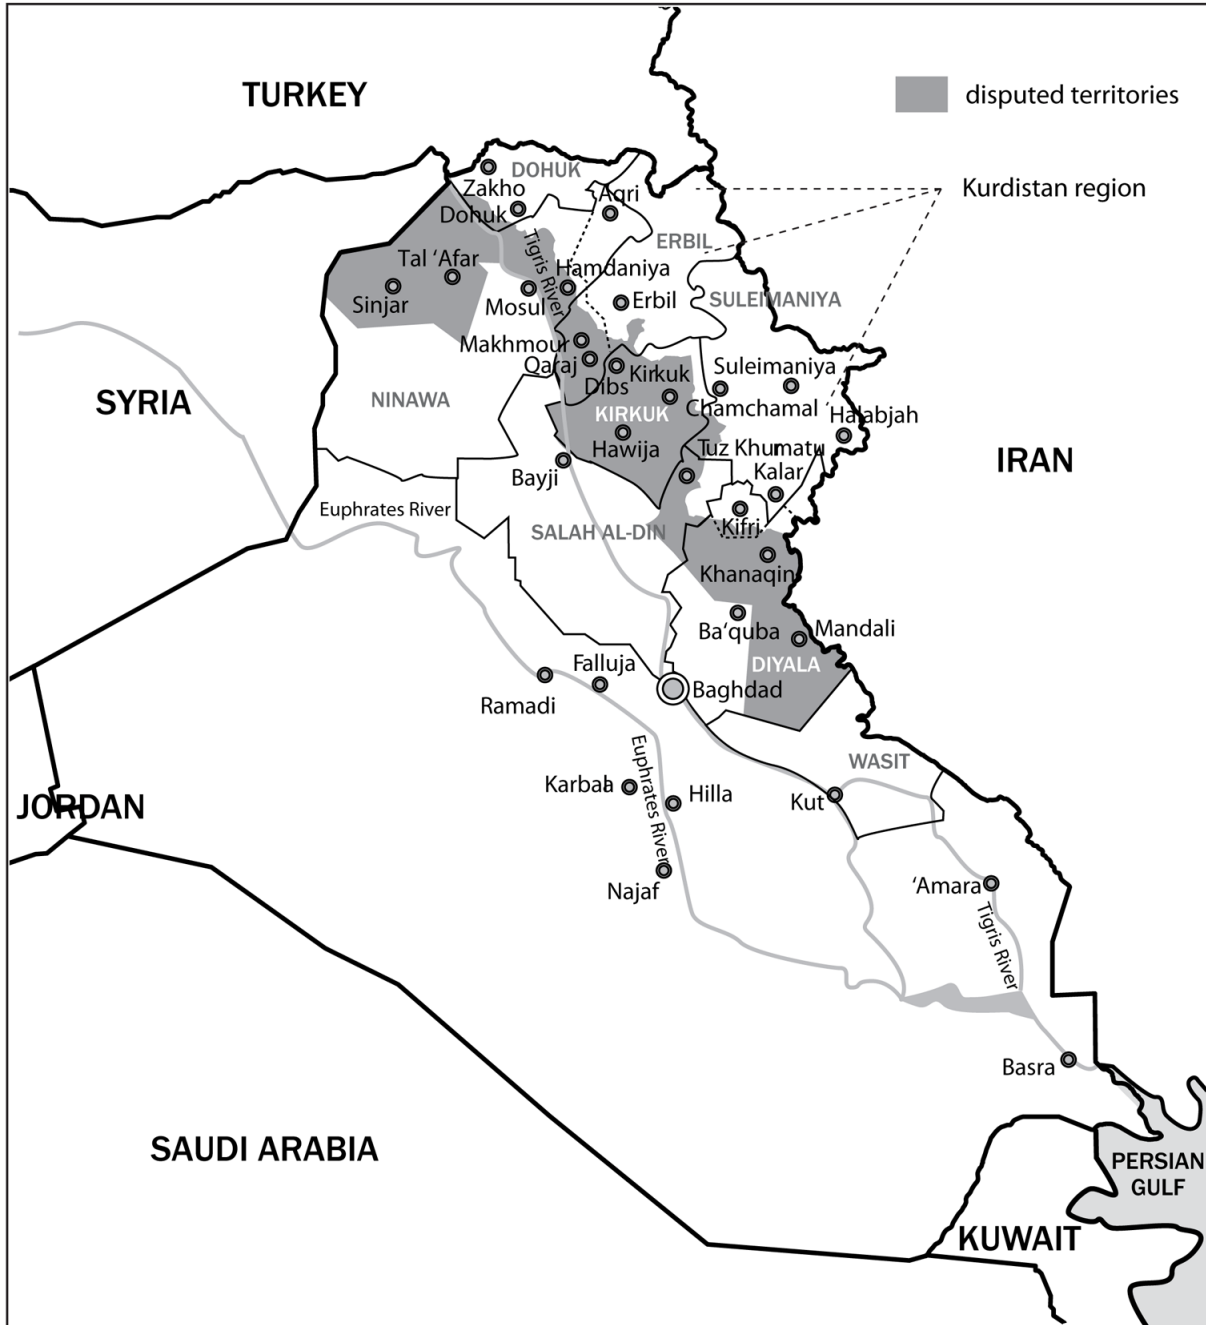 TURKEY
disputed territories
DOHUK
Zakho
Kurdistan region
Aqri
Dohuk
ERBIL
Tigris River
Tal ‘Afar
Hamdaniya
Sinjar
Mosul
Erbil
SULEIMANIYA
Makhmour
Qaraj
Suleimaniya
Dibs
Kirkuk
SYRIA
NINAWA
KIRKUK
Chamchamal
Halabjah
Hawija
Tuz Khumatu
IRAN
Bayji
Kalar
Euphrates River
SALAH AL-DIN
Kifri
Khanaqin
Ba‘quba
Mandali
Falluja
DIYALA
Ramadi
Baghdad
WASIT
Karbala
Euphrates River
Hilla
Kut
JORDAN
Najaf
‘Amara
Tigris River
Basra
SAUDI ARABIA
PERSIAN
GULF
KUWAIT